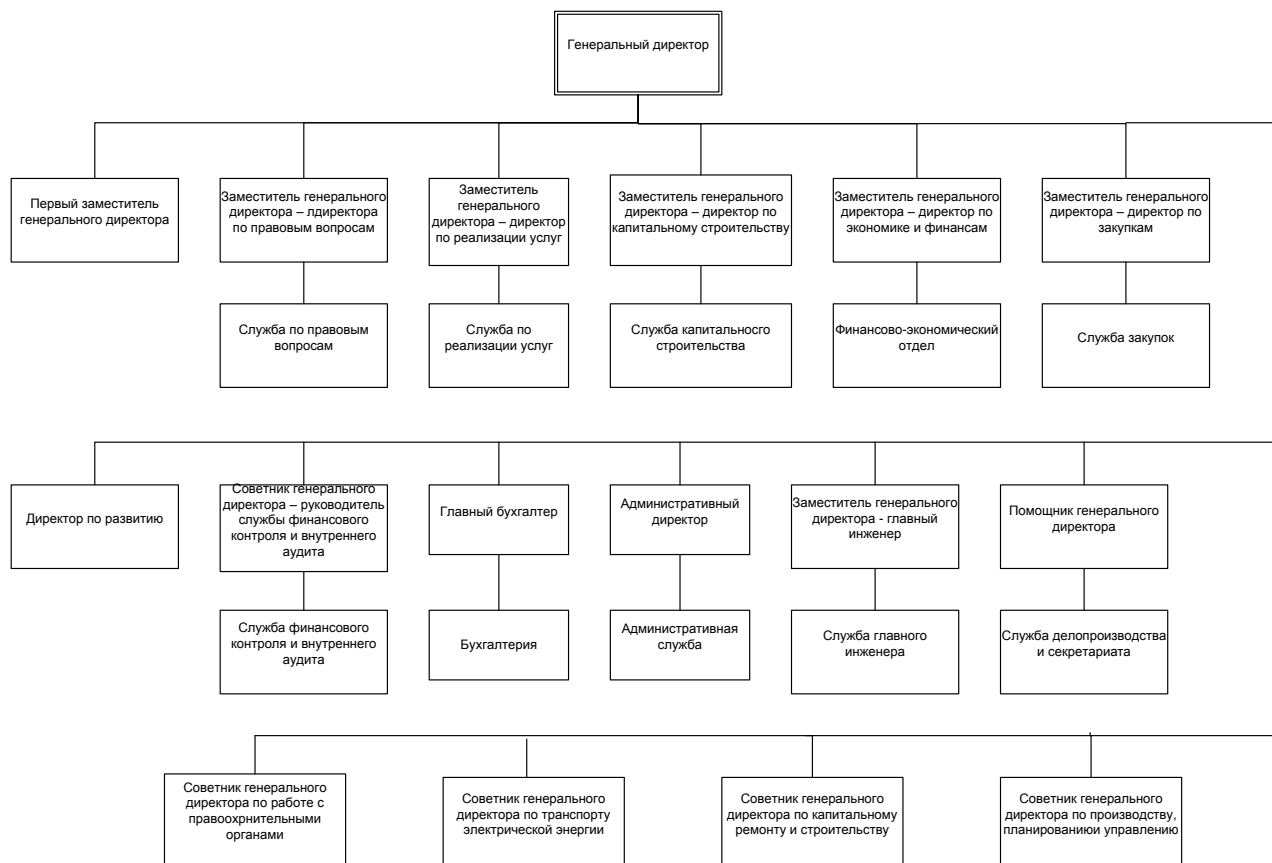 Генеральный директор
Первый заместитель
генерального директора
Заместитель генерального
директора – лдиректора
по правовым вопросам
Заместитель
генерального
директора – директор
по реализации услуг
Заместитель генерального
директора – директор по
капитальному строительству
Заместитель генерального
директора – директор по
экономике и финансам
Заместитель генерального
директора – директор по
закупкам
Служба по правовым
вопросам
Служба по
реализации услуг
Служба капитального
строительства
Финансово-экономический
отдел
Служба закупок
Директор по развитию
Советник генерального
директора – руководитель
службы финансового
контроля и внутреннего
аудита
Главный бухгалтер
Административный
директор
Заместитель генерального
директора - главный
инженер
Помощник генерального
директора
Служба финансового
контроля и внутреннего
аудита
Бухгалтерия
Административная
служба
Служба главного
инженера
Служба делопроизводства
и секретариата
Советник генерального
директора по работе с
правоохрнительными
органами
Советник генерального
директора по транспорту
электрической энергии
Советник генерального
директора по капитальному
ремонту и строительству
Советник генерального
директора по производству,
планированиюи управлению